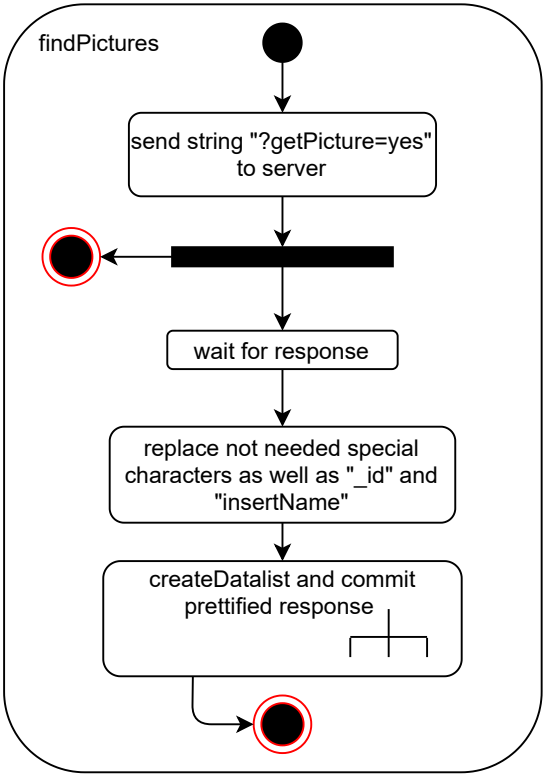 findPictures
send string "?getPicture=yes"
to server
wait for response
replace not needed special
characters as well as "_id" and
"insertName"
createDatalist and commit
prettified response